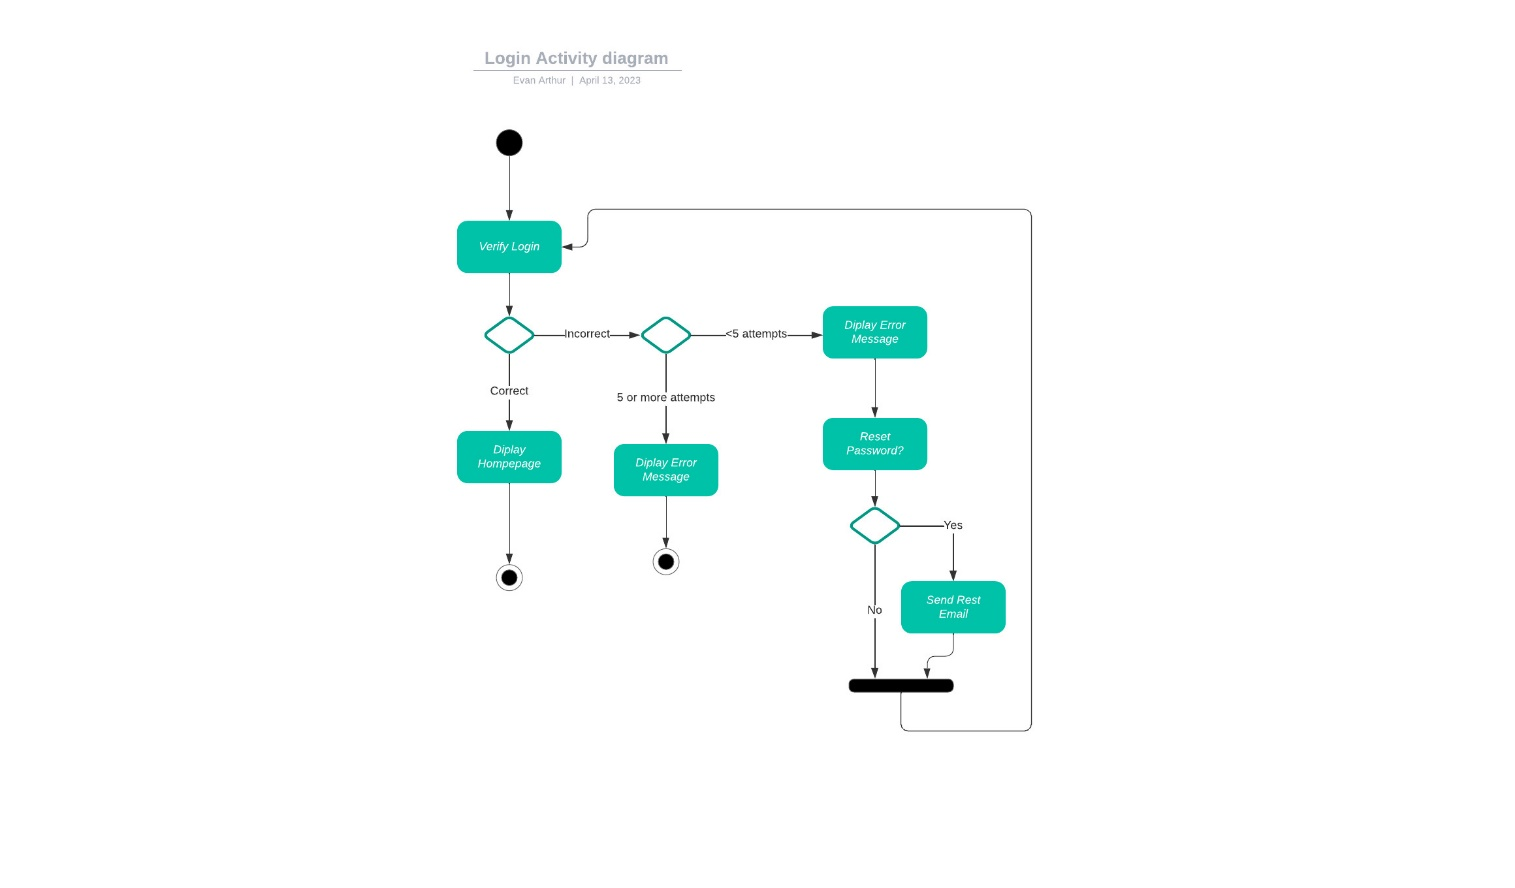 Login Activity diagram
Evan Arthur | April 13, 2023
Verify Login
Incorrect
<5 attempts
Diplay Error
Message
Correct
5 or more attempts
Diplay
Hompepage
Diplay Error
Message
Reset
Password?
Yes
No
Send Rest
Email